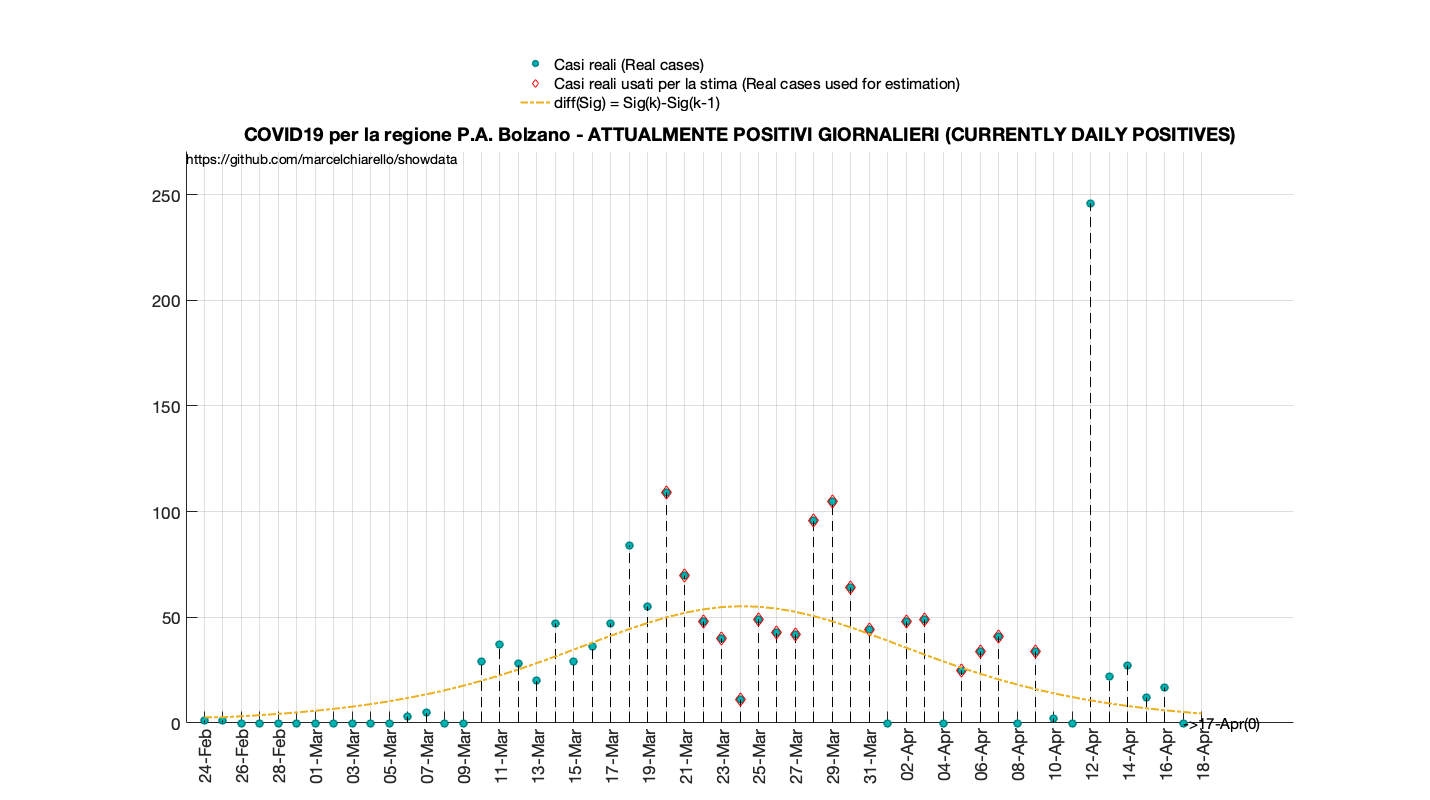 Casi reali (Real cases)
Casi reali usati per la stima (Real cases used for estimation)
diff(Sig) = Sig(k)-Sig(k-1)
COVID19 per la regione P.A. Bolzano - ATTUALMENTE POSITIVI GIORNALIERI (CURRENTLY DAILY POSITIVES)
https://github.com/marcelchiarello/showdata
250
200
150
100
50
0
->17-Apr(0)
24-Feb
26-Feb
28-Feb
01-Mar
03-Mar
05-Mar
07-Mar
09-Mar
11-Mar
13-Mar
15-Mar
17-Mar
19-Mar
21-Mar
23-Mar
25-Mar
27-Mar
29-Mar
31-Mar
02-Apr
04-Apr
06-Apr
08-Apr
10-Apr
12-Apr
14-Apr
16-Apr
18-Apr